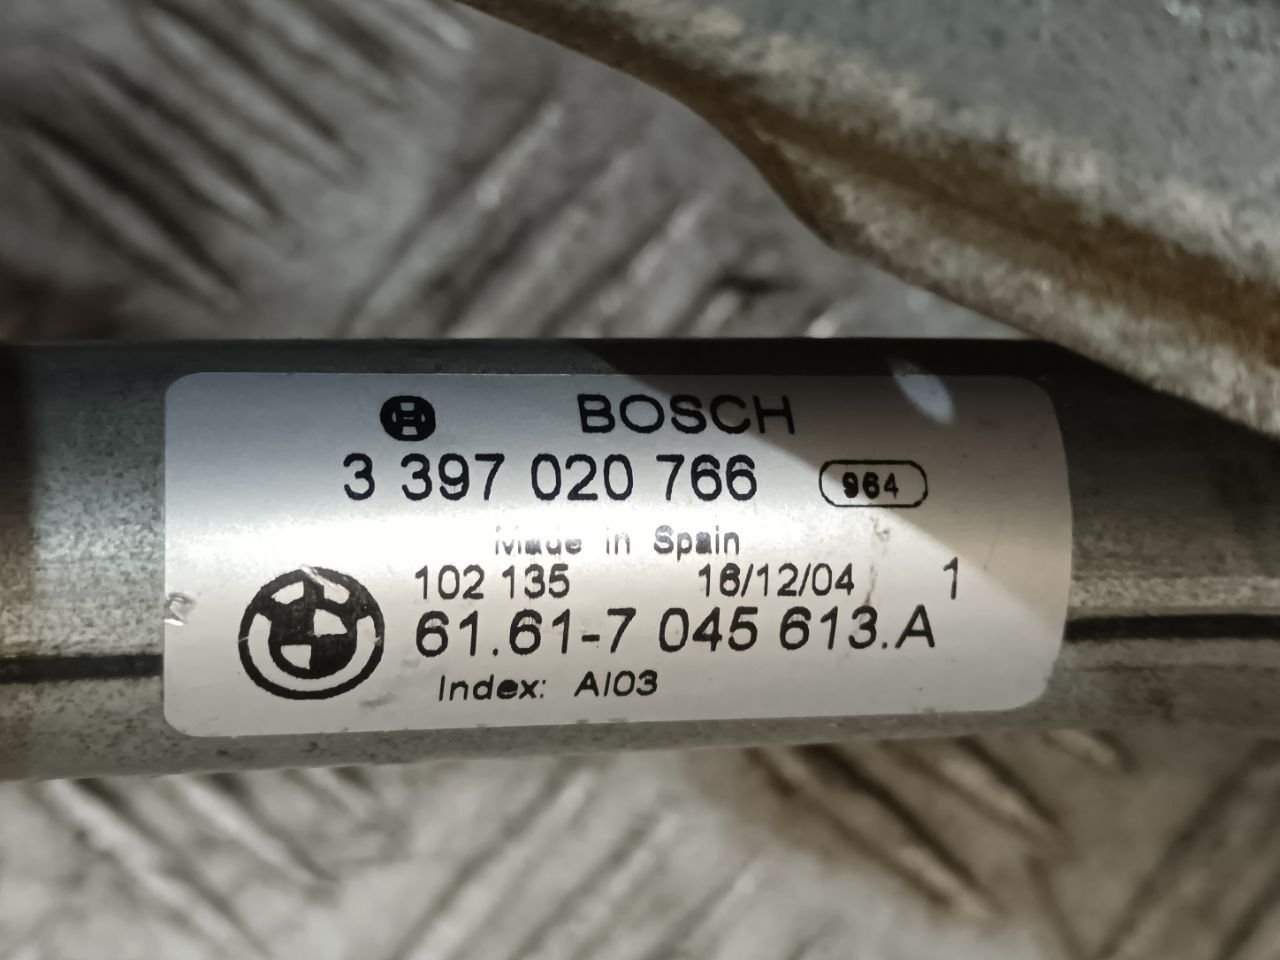 BOSCH
3 397 020 766 964
Made in Spain
102 135 16/12/04 1
61.61-7 045 613.A
Index: AI03